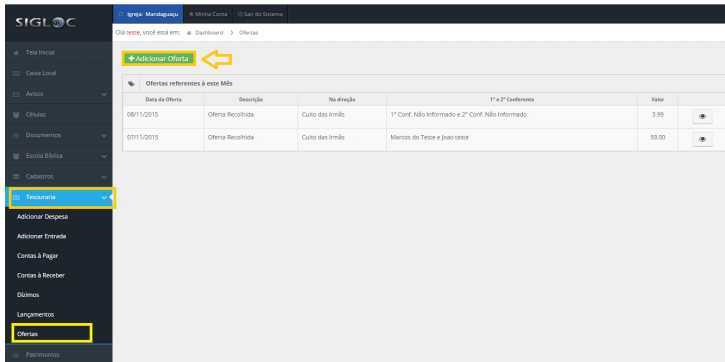 SIGLOC
Igreja: Mandaguaçu Minha Conta Sair do Sistema
Olá teste, você está em: Dashboard > Ofertas
Tela Inicial
Caixa Local
Avisos
Células
Documentos
Escola Bíblica
Cadastros
Tesouraria
Adicionar Despesa
Adicionar Entrada
Contas à Pagar
Contas à Receber
Dízimos
Lançamentos
Ofertas
Patrimonios
+Adicionar Oferta
Ofertas referentes à este Mês
Data da Oferta Descrição Na direção 1° e 2° Conferente Valor
08/11/2015 Oferta Recolhida Culto das Irmãs 1° Conf. Não Informado e 2° Conf. Não Informado 3.99
07/11/2015 Oferta Recolhida Culto das Irmãs Marcos do Teste e Joao teste 59.00